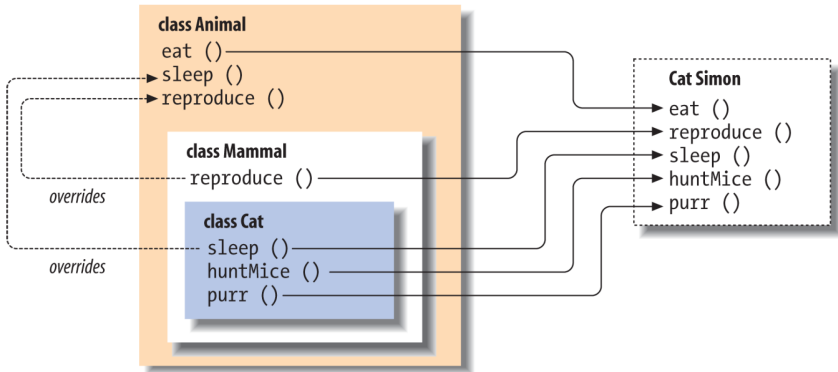 class Animal
eat ()
sleep ()
reproduce ()
class Mammal
reproduce ()
overrides
class Cat
sleep ()
overrides
huntMice ()
purr ()
Cat Simon
eat ()
reproduce ()
sleep ()
huntMice ()
purr ()